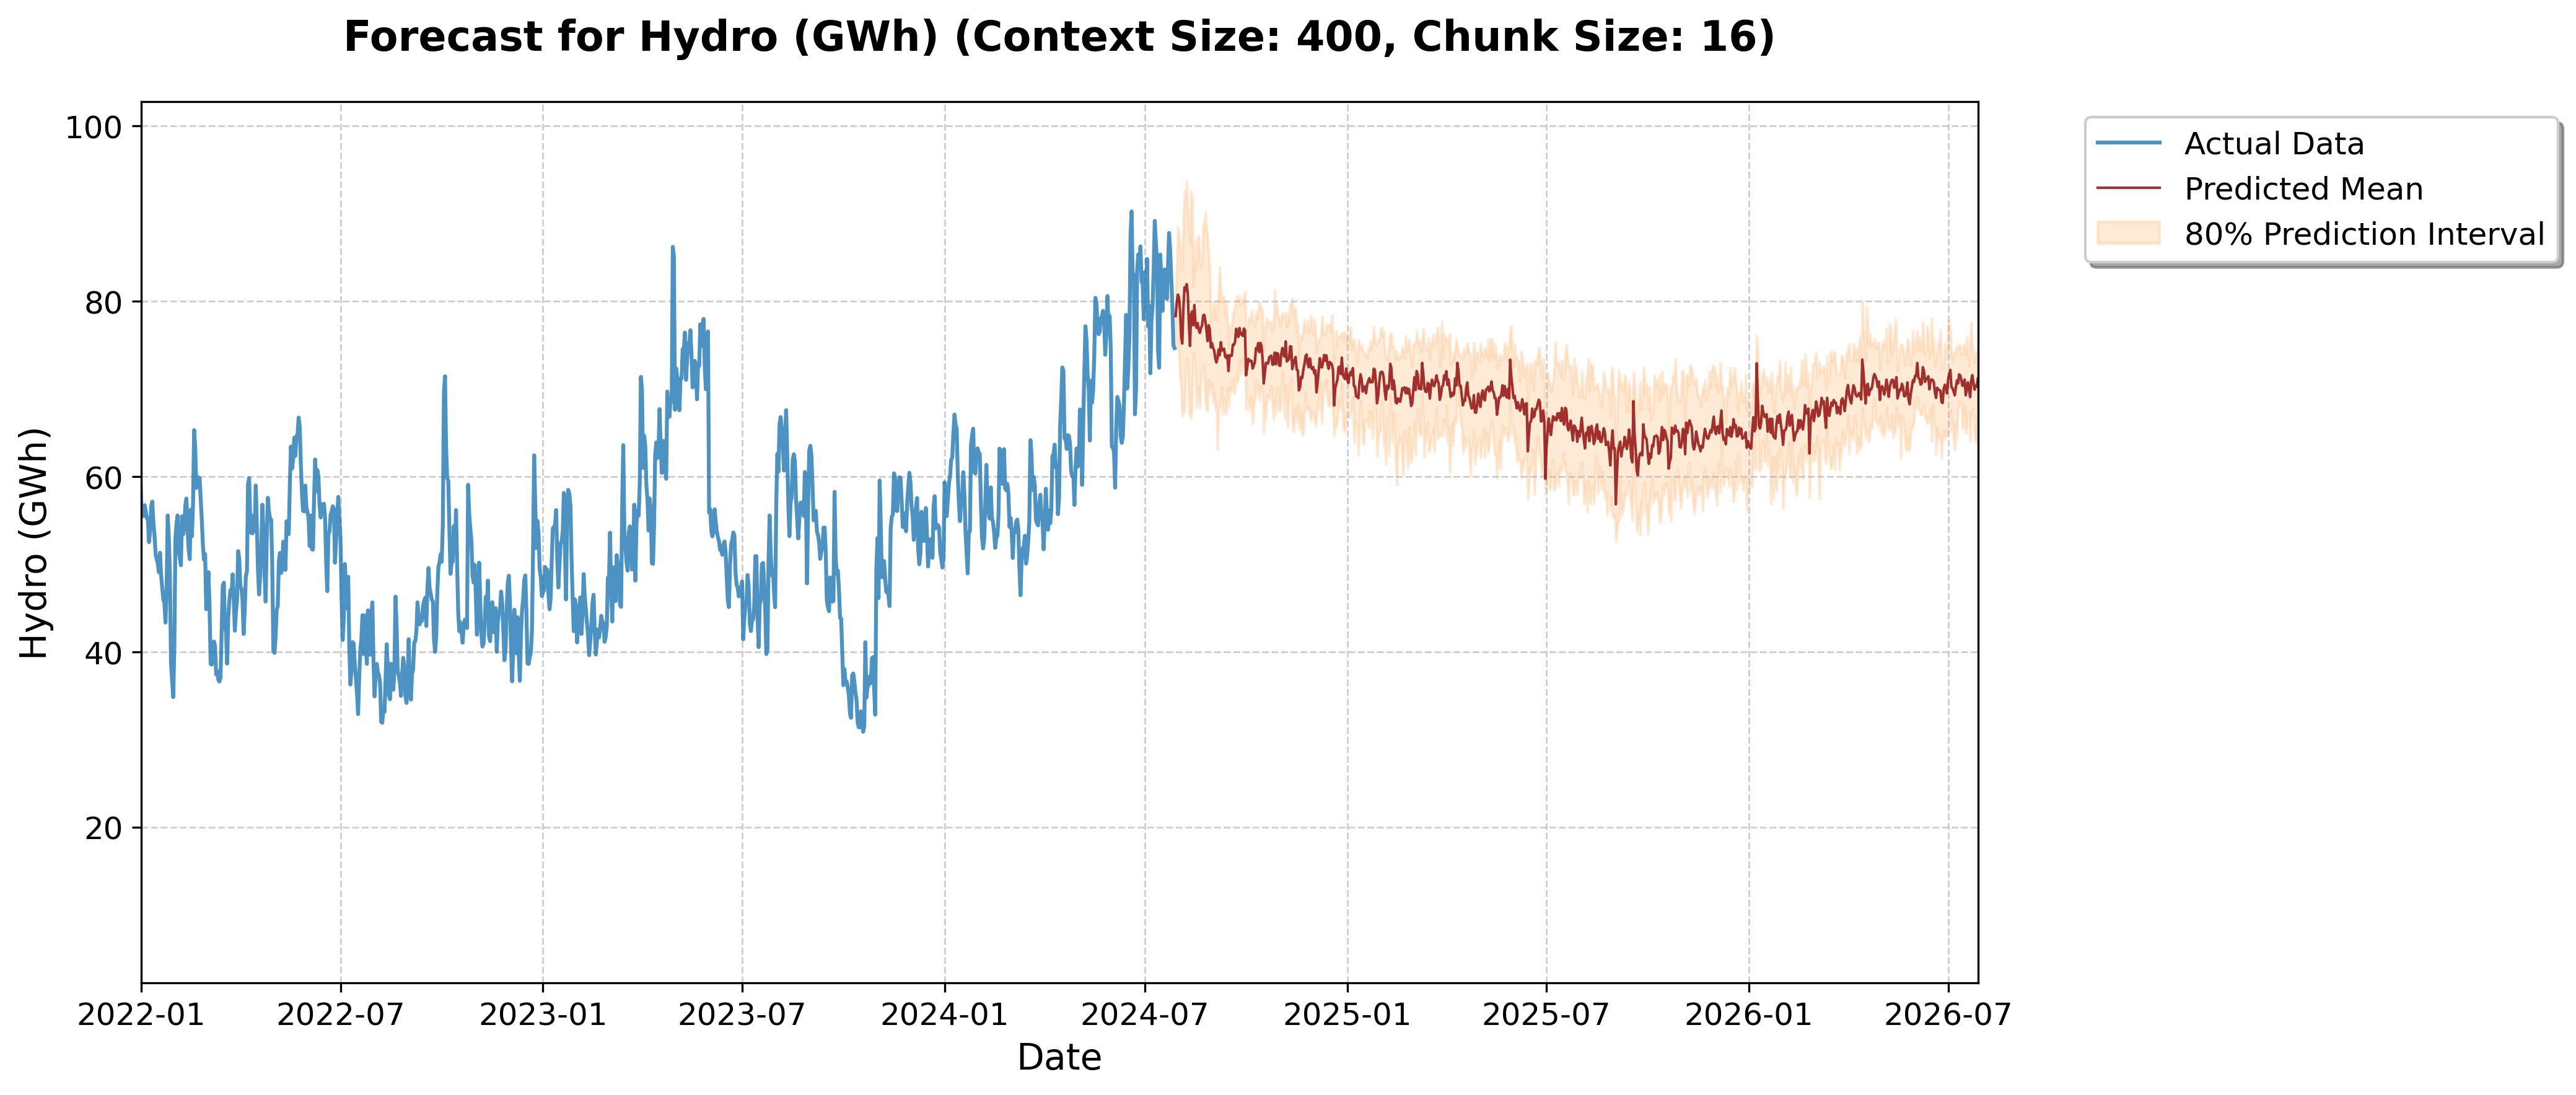 Forecast for Hydro (GWh) (Context Size: 400, Chunk Size: 16)
Hydro (GWh)
100
80
60
40
20
2022-01 2022-07 2023-01 2023-07 2024-01 2024-07 2025-01 2025-07 2026-01 2026-07
Date
Actual Data
Predicted Mean
80% Prediction Interval